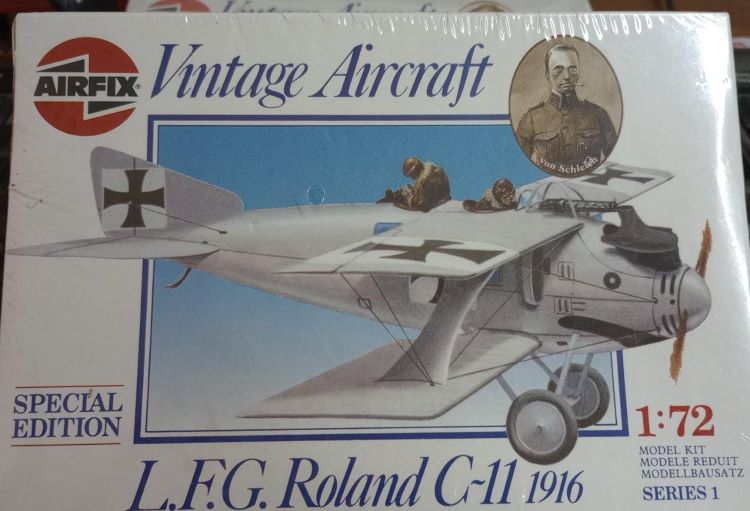 AIRFIX
Vintage Aircraft
von Schleich
SPECIAL
EDITION
1:72
MODEL KIT
MODELE REDUIT
MODELLBAUSATZ
SERIES 1
L.F.G. Roland C-11 1916